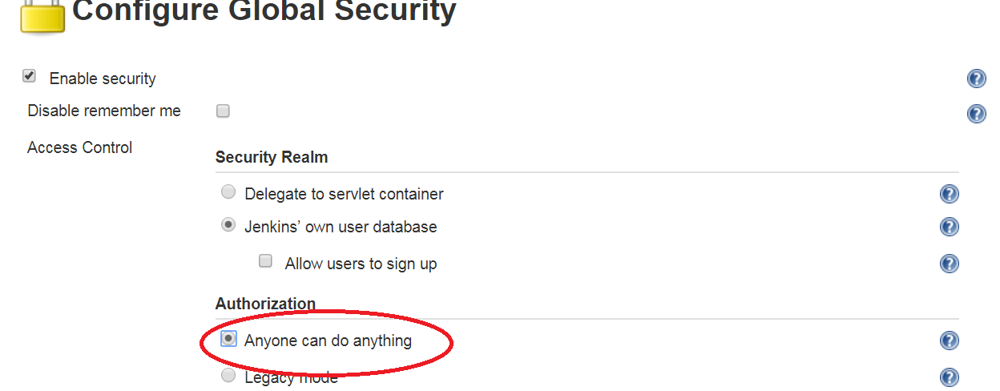 Configure Global Security
Enable security
Disable remember me
Access Control
Security Realm
Delegate to servlet container
Jenkins’ own user database
Allow users to sign up
Authorization
Anyone can do anything
Legacy mode